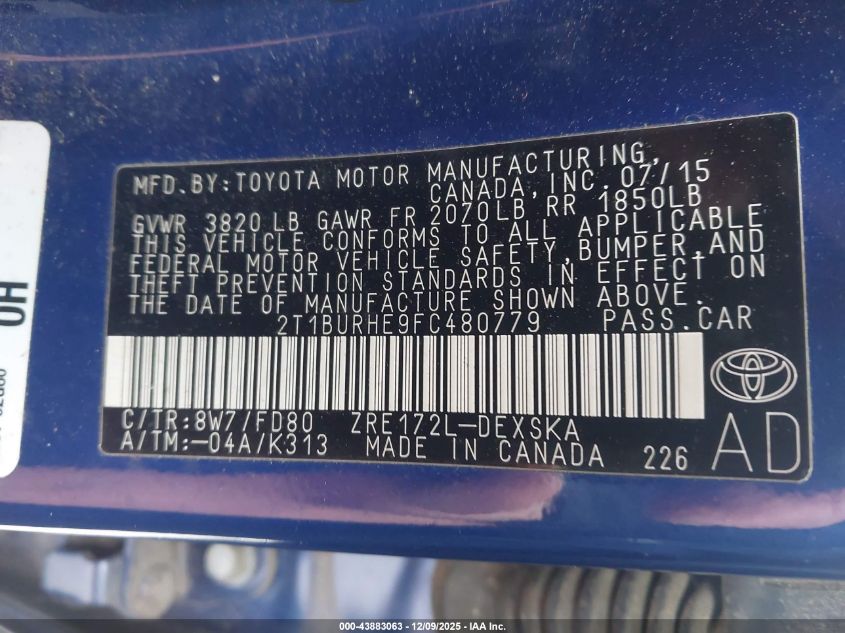 MFD.BY:TOYOTA MOTOR MANUFACTURING,
CANADA,INC. 07/15
GVWR 3820 LB GAWR FR 2070LB RR 1850LB
THIS VEHICLE CONFORMS TO ALL APPLICABLE
FEDERAL MOTOR VEHICLE SAFETY,BUMPER,AND
THEFT PREVENTION STANDARDS IN EFFECT ON
THE DATE OF MANUFACTURE SHOWN ABOVE.
2T1BURHE9FC480779 PASS.CAR
C/TR:8W7/FD80 ZRE172L-DEXSKA
A/TM:-04A/K313 MADE IN CANADA 226
AD
HO
000-43883063 - 12/09/2025 - IAA Inc.